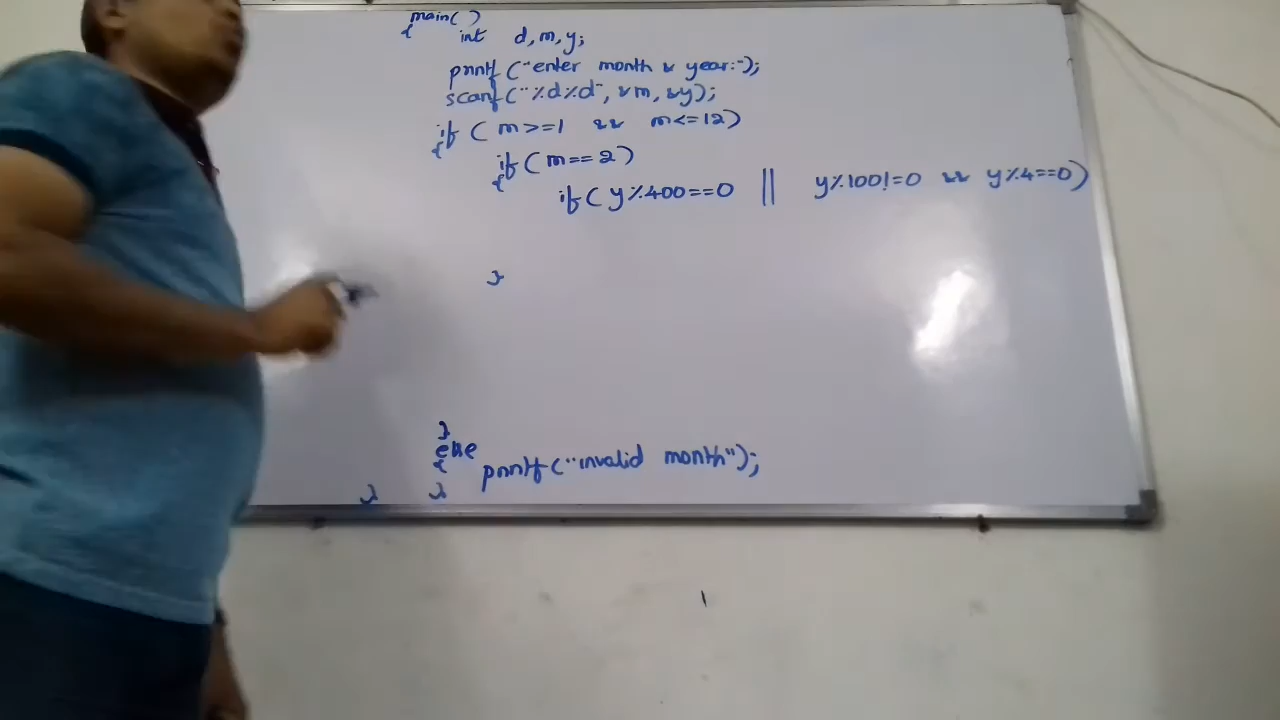 main( )
{
int d,m,y;
printf ("enter month & year:-");
scanf("%d%d", &m, &y);
if ( m>=1 && m<=12)
{
if ( m==2 )
{
if ( y%400==0 || y%100!=0 && y%4==0)
}
}
else
{
printf ("invalid month");
}
}